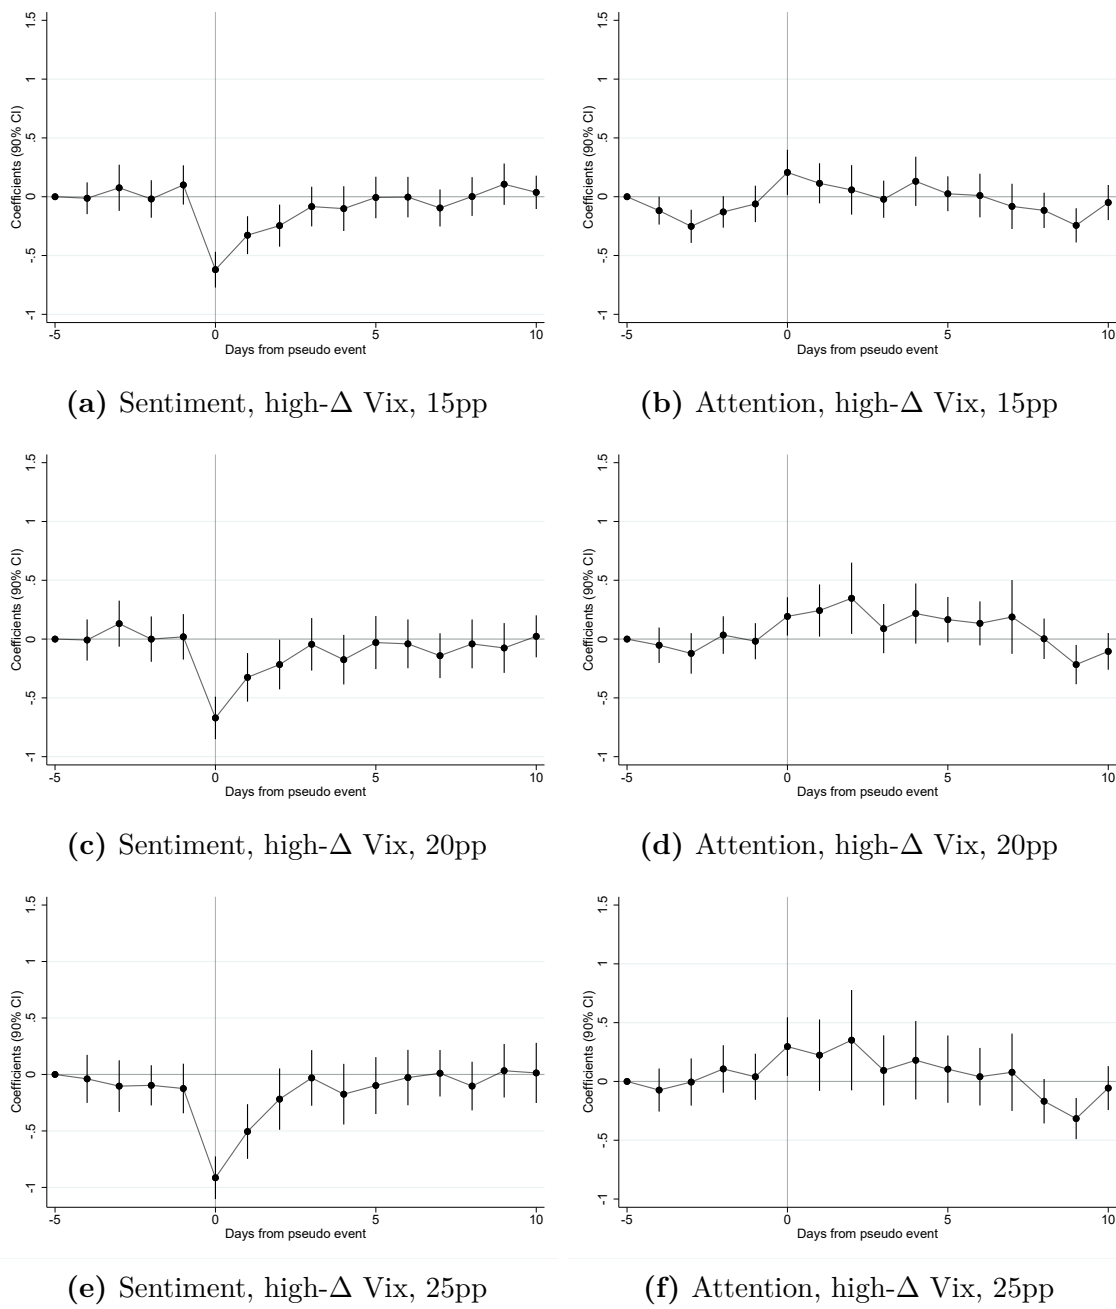 1.5
1
.5
0
-.5
-1
Coefficients (90% CI)
-5 0 5 10
Days from pseudo event
(a) Sentiment, high-Δ Vix, 15pp
1.5
1
.5
0
-.5
-1
Coefficients (90% CI)
-5 0 5 10
Days from pseudo event
(b) Attention, high-Δ Vix, 15pp
1.5
1
.5
0
-.5
-1
Coefficients (90% CI)
-5 0 5 10
Days from pseudo event
(c) Sentiment, high-Δ Vix, 20pp
1.5
1
.5
0
-.5
-1
Coefficients (90% CI)
-5 0 5 10
Days from pseudo event
(d) Attention, high-Δ Vix, 20pp
1.5
1
.5
0
-.5
-1
Coefficients (90% CI)
-5 0 5 10
Days from pseudo event
(e) Sentiment, high-Δ Vix, 25pp
1.5
1
.5
0
-.5
-1
Coefficients (90% CI)
-5 0 5 10
Days from pseudo event
(f) Attention, high-Δ Vix, 25pp